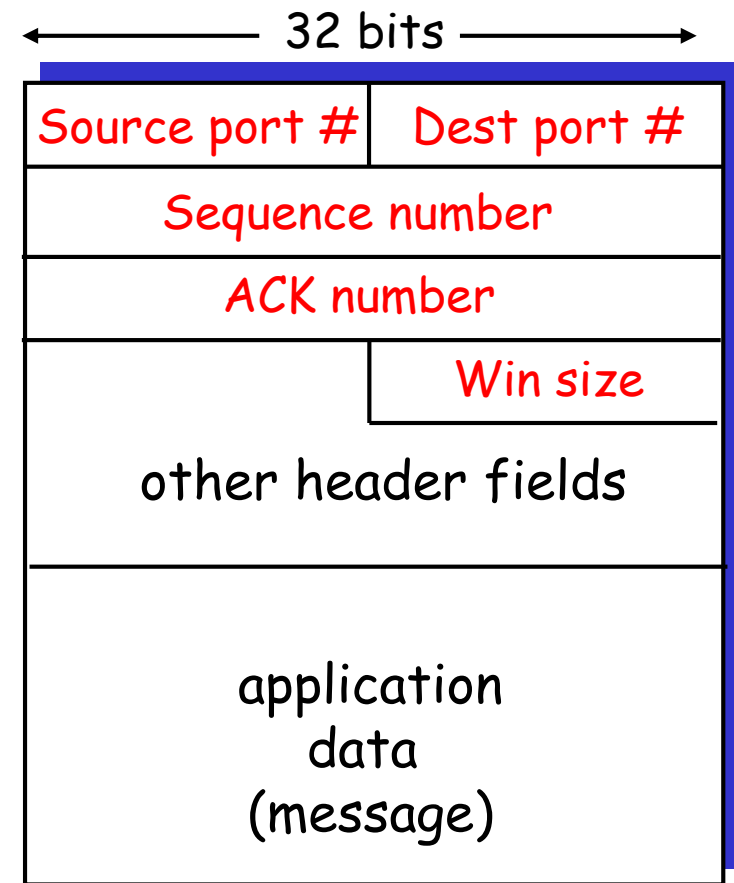 32 bits
Source port #
Dest port #
Sequence number
ACK number
Win size
other header fields
application
data
(message)